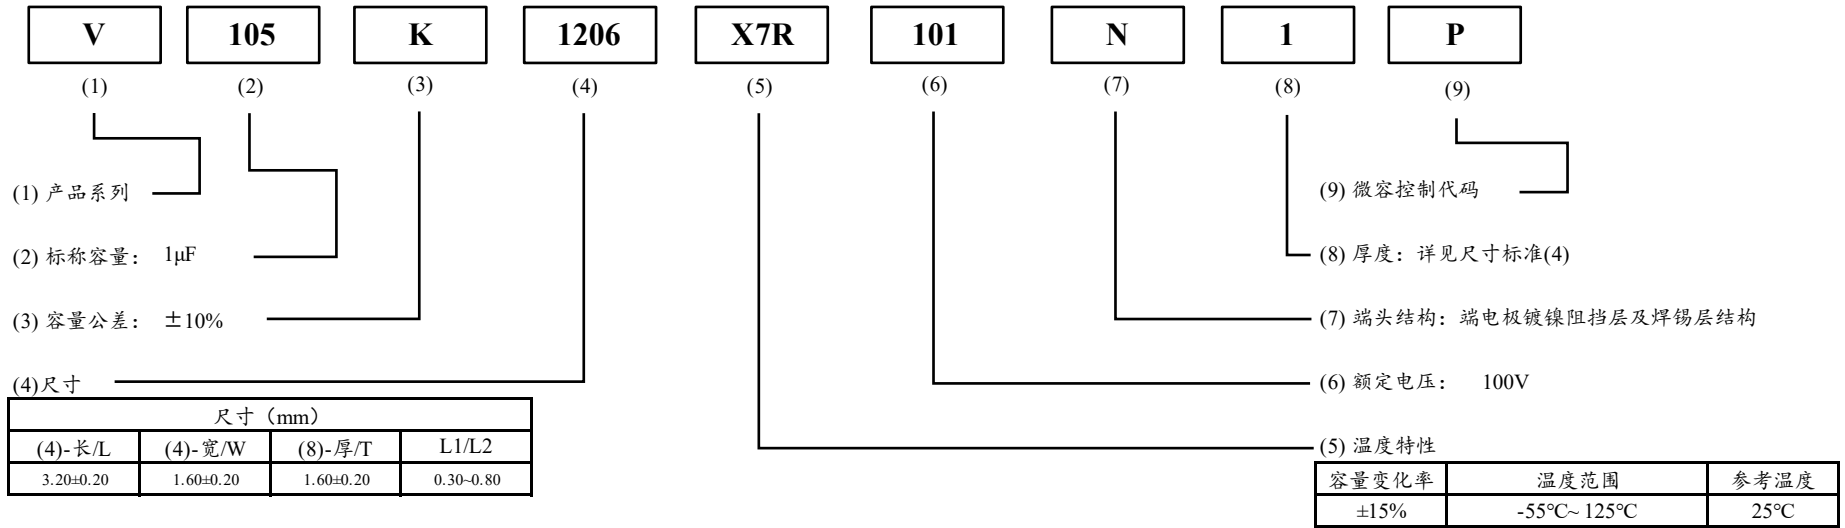 V 105 K 1206 X7R 101 N 1 P
(1) (2) (3) (4) (5) (6) (7) (8) (9)
(1) 产品系列
(9) 微容控制代码
(2) 标称容量： 1μF
(8) 厚度：详见尺寸标准(4)
(3) 容量公差： ±10%
(7) 端头结构：端电极镀镍阻挡层及焊锡层结构
(4)尺寸
(6) 额定电压： 100V
尺寸（mm）
(4)-长/L (4)-宽/W (8)-厚/T L1/L2
3.20±0.20 1.60±0.20 1.60±0.20 0.30~0.80
(5) 温度特性
容量变化率 温度范围 参考温度
±15% -55℃~ 125℃ 25℃